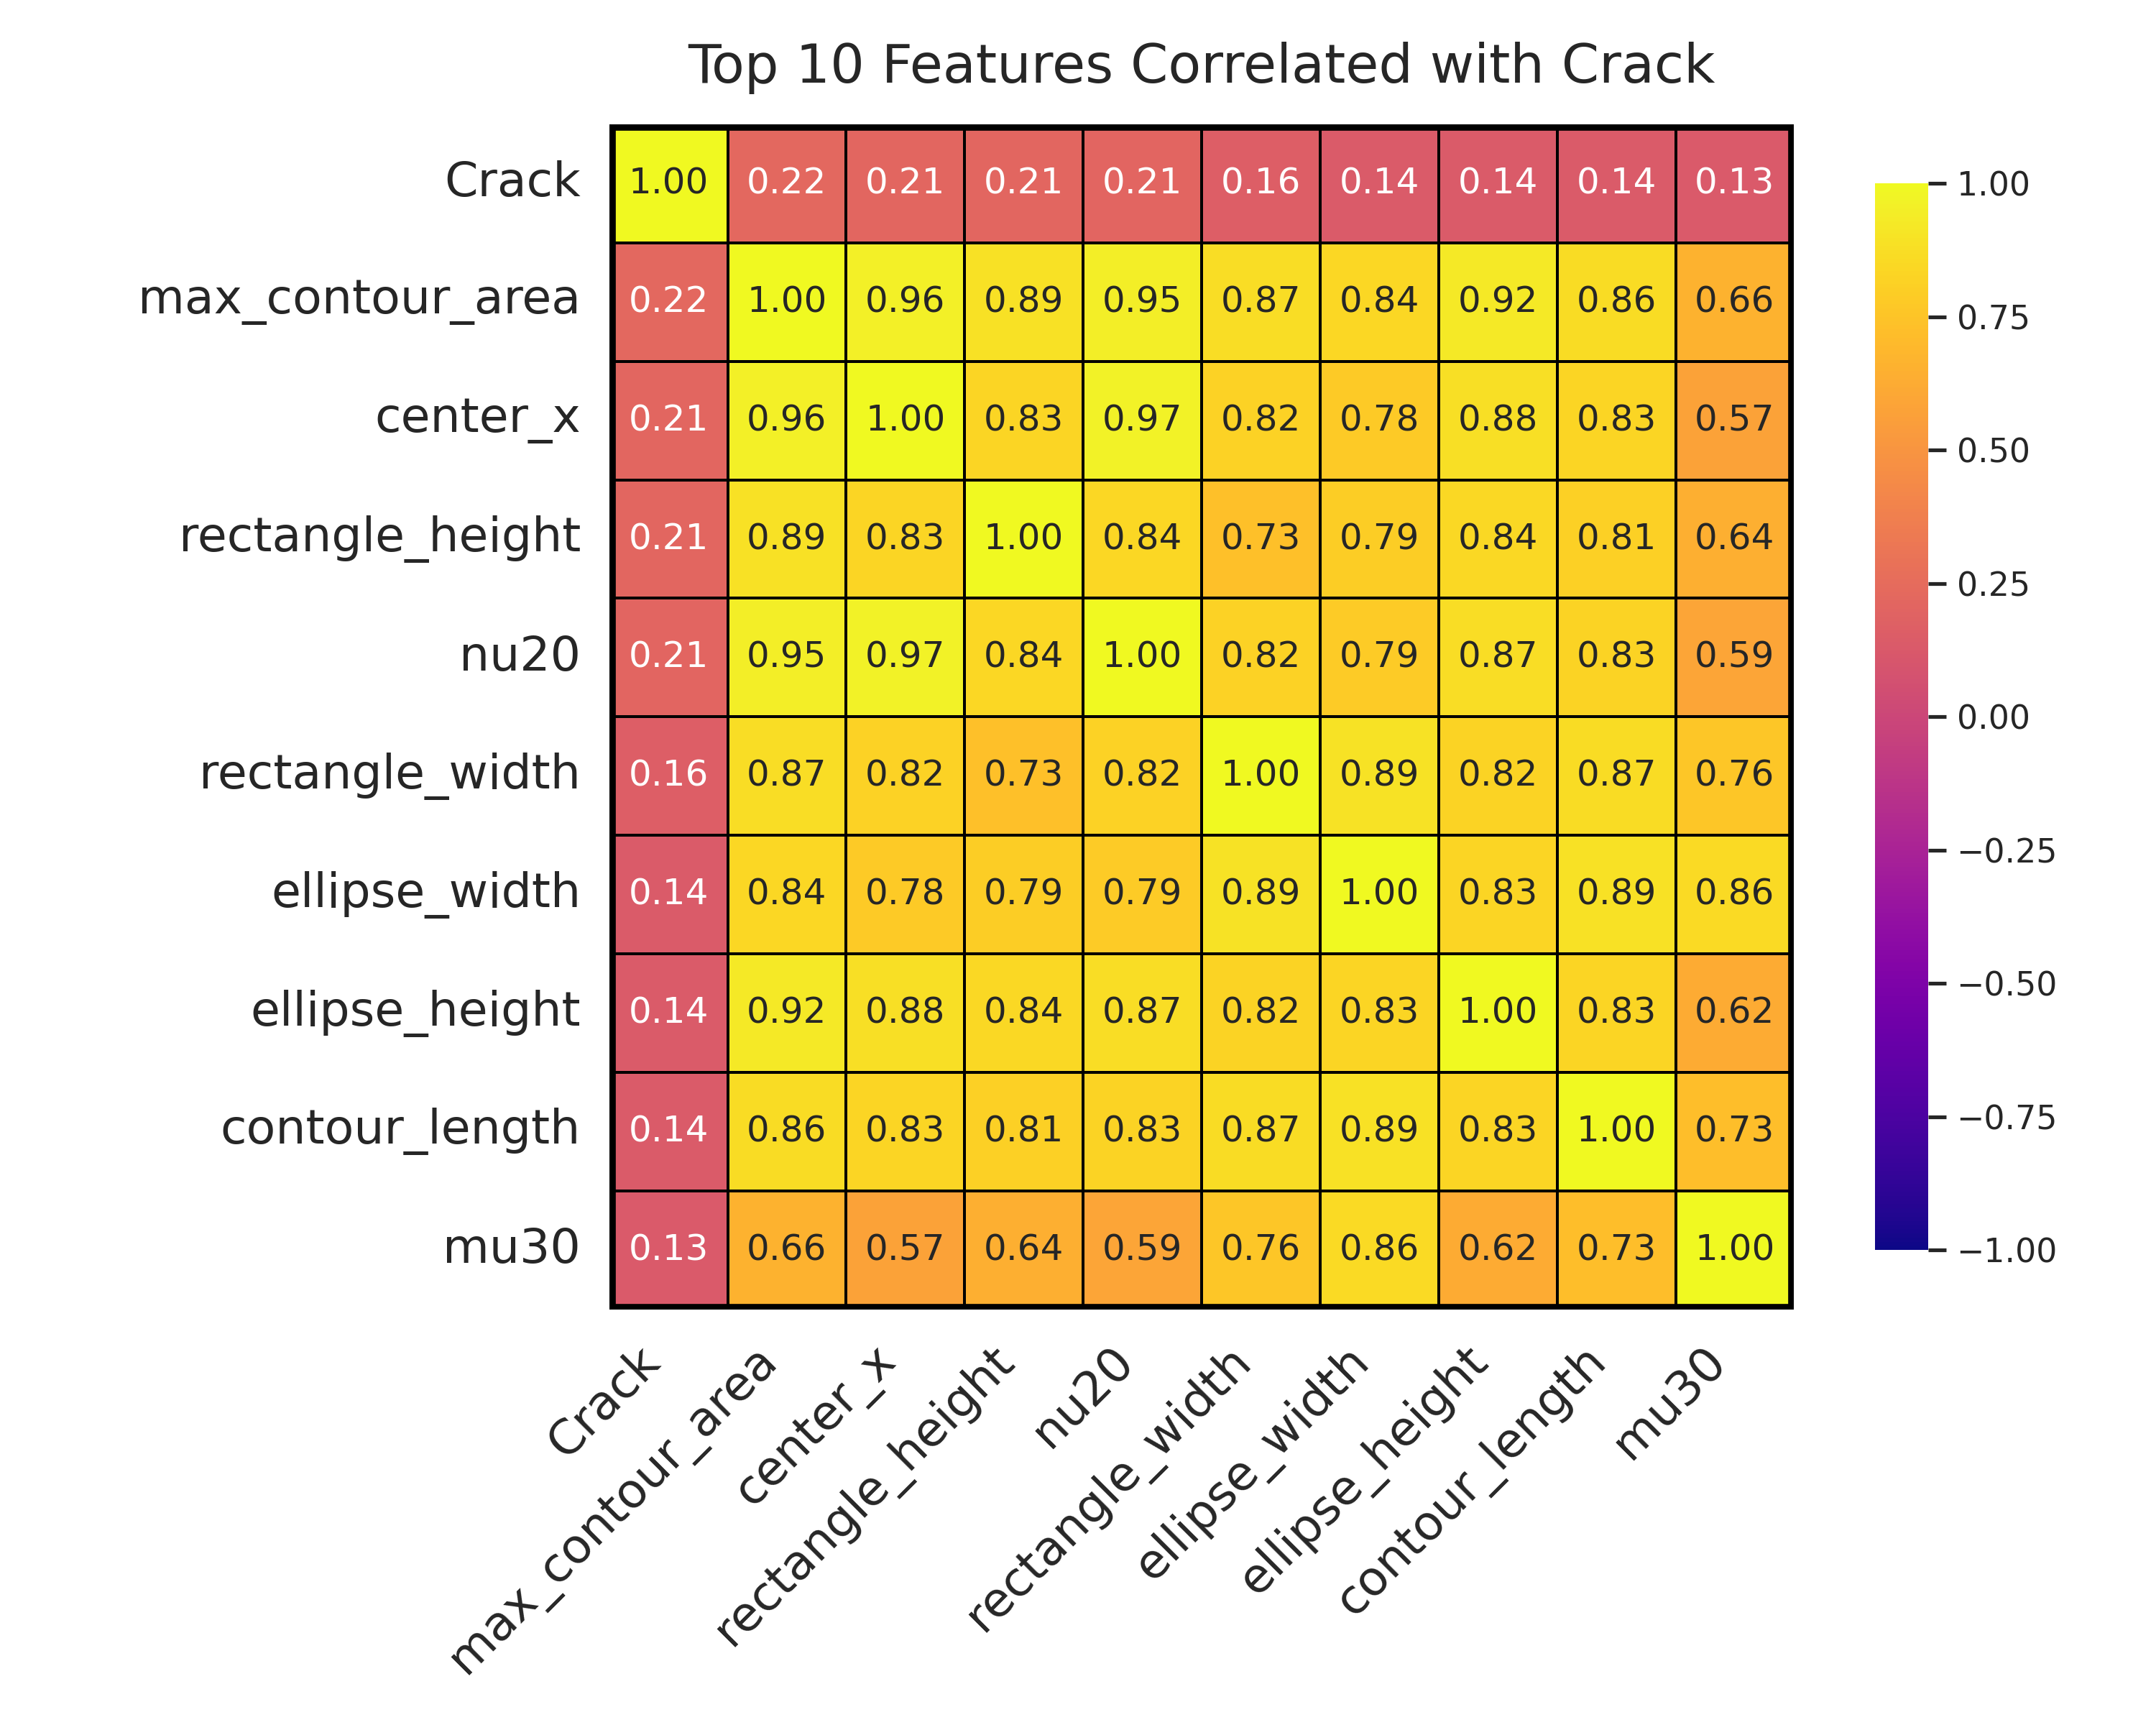 Top 10 Features Correlated with Crack
Crack 1.00 0.22 0.21 0.21 0.21 0.16 0.14 0.14 0.14 0.13
max_contour_area 0.22 1.00 0.96 0.89 0.95 0.87 0.84 0.92 0.86 0.66
center_x 0.21 0.96 1.00 0.83 0.97 0.82 0.78 0.88 0.83 0.57
rectangle_height 0.21 0.89 0.83 1.00 0.84 0.73 0.79 0.84 0.81 0.64
nu20 0.21 0.95 0.97 0.84 1.00 0.82 0.79 0.87 0.83 0.59
rectangle_width 0.16 0.87 0.82 0.73 0.82 1.00 0.89 0.82 0.87 0.76
ellipse_width 0.14 0.84 0.78 0.79 0.79 0.89 1.00 0.83 0.89 0.86
ellipse_height 0.14 0.92 0.88 0.84 0.87 0.82 0.83 1.00 0.83 0.62
contour_length 0.14 0.86 0.83 0.81 0.83 0.87 0.89 0.83 1.00 0.73
mu30 0.13 0.66 0.57 0.64 0.59 0.76 0.86 0.62 0.73 1.00
Crack
max_contour_area
center_x
rectangle_height
nu20
rectangle_width
ellipse_width
ellipse_height
contour_length
mu30
1.00
0.75
0.50
0.25
0.00
−0.25
−0.50
−0.75
−1.00